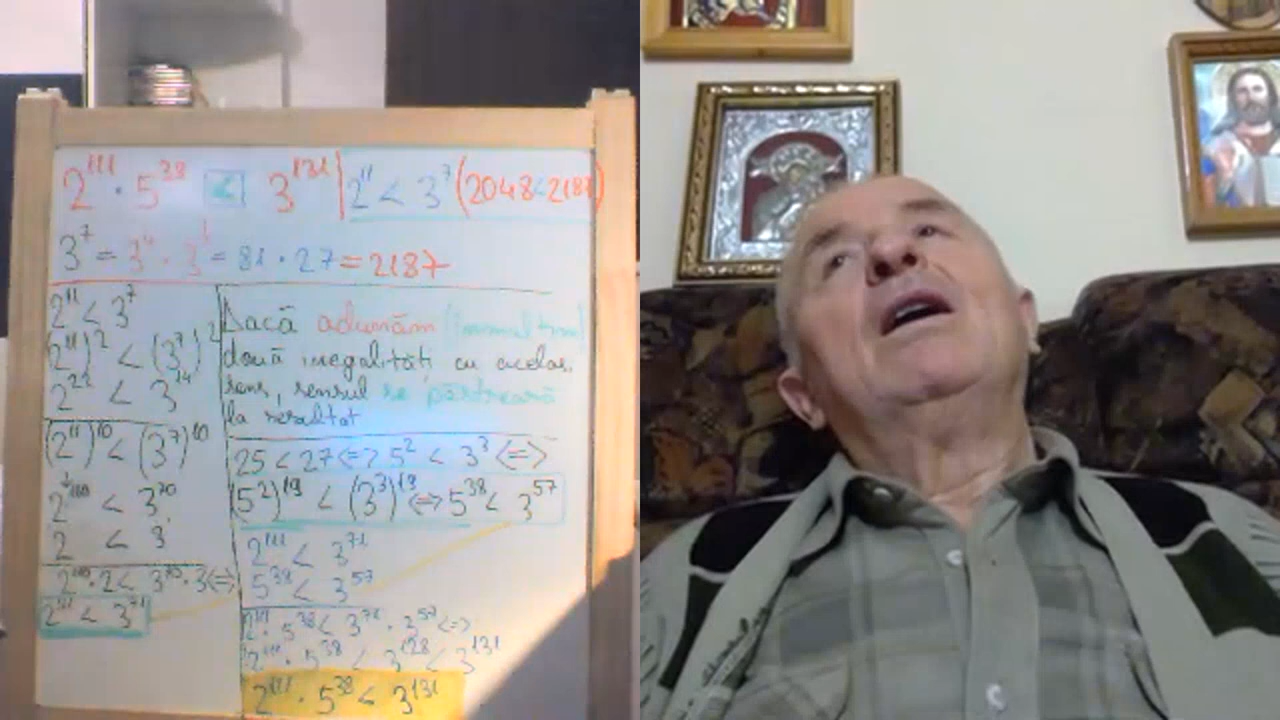 2¹¹¹ · 5³⁸ < 3¹³¹ | 2¹¹ < 3⁷ (2048<2187)
3⁷ = 3⁴ · 3³ = 81 · 27 = 2187
2¹¹ < 3⁷
(2¹¹)² < (3⁷)²
2²² < 3¹⁴
(2¹¹)¹⁰ < (3⁷)¹⁰
2¹¹⁰ < 3⁷⁰
2 < 3
2¹¹⁰ · 2 < 3⁷⁰ · 3 <=>
2¹¹¹ < 3⁷¹
Dacă adunăm
două inegalități cu același
sens, sensul se păstrează
la rezultat
25 < 27 <=> 5² < 3³ <=>
(5²)¹⁹ < (3³)¹⁹ <=> 5³⁸ < 3⁵⁷
2¹¹¹ < 3⁷¹
5³⁸ < 3⁵⁷
2¹¹¹ · 5³⁸ < 3⁷¹ · 3⁵⁷ <=>
2¹¹¹ · 5³⁸ < 3¹²⁸ < 3¹³¹
2¹¹¹ · 5³⁸ < 3¹³¹